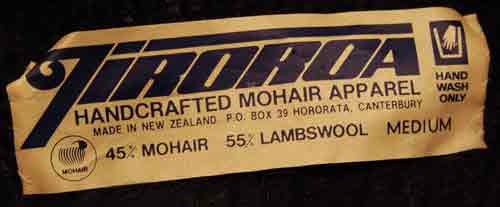 TIROROA
HANDCRAFTED MOHAIR APPAREL
MADE IN NEW ZEALAND P.O. BOX 39 HORORATA, CANTERBURY
45% MOHAIR 55% LAMBSWOOL MEDIUM
MOHAIR
HAND
WASH
ONLY